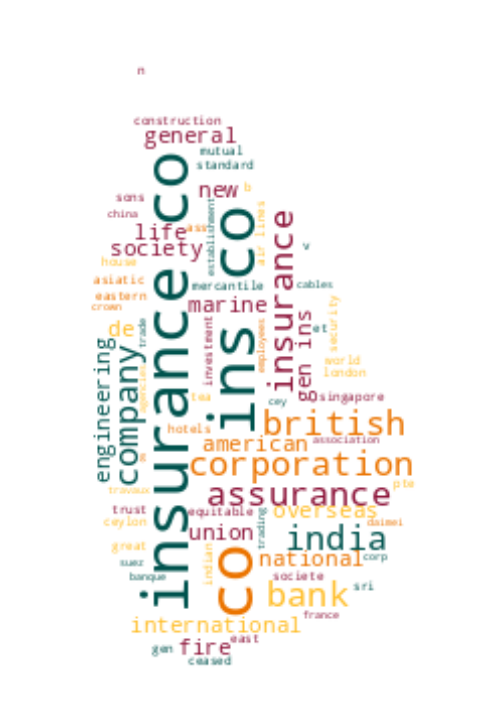 n
construction
general
mutual
standard
insurance co
new
b
sons
china
establishment
air lines
ins co
insurance
life
ass
society
v
house
asiatic
mercantile
cables
eastern
crown
marine
security
de
trade
investment
employees
gen ins co
et
engineering
company
agencies
world
london
tea
cey
singapore
hotels
british
american
association
corporation
travaux
assurance
pte
trust
equitable
overseas
ceylon
trading
daimei
union
india
great
indian
national
corp
suez
banque
societe
co
bank
sri
international
france
east
gen
fire
ceased